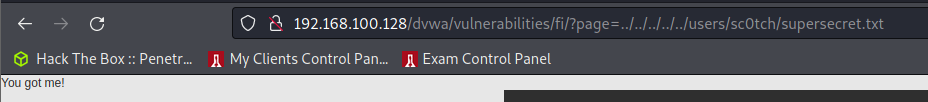 192.168.100.128/dvwa/vulnerabilities/fi/?page=../../../../../users/sc0tch/supersecret.txt
Hack The Box :: Penetr... My Clients Control Pan... Exam Control Panel
You got me!